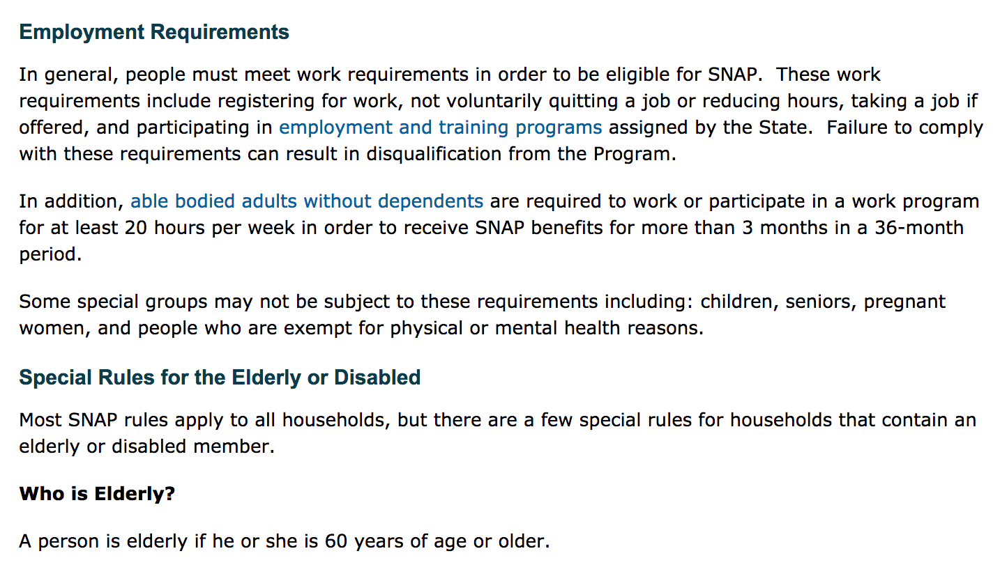 Employment Requirements
In general, people must meet work requirements in order to be eligible for SNAP.  These work
requirements include registering for work, not voluntarily quitting a job or reducing hours, taking a job if
offered, and participating in employment and training programs assigned by the State.  Failure to comply
with these requirements can result in disqualification from the Program.
In addition, able bodied adults without dependents are required to work or participate in a work program
for at least 20 hours per week in order to receive SNAP benefits for more than 3 months in a 36-month
period.
Some special groups may not be subject to these requirements including: children, seniors, pregnant
women, and people who are exempt for physical or mental health reasons.
Special Rules for the Elderly or Disabled
Most SNAP rules apply to all households, but there are a few special rules for households that contain an
elderly or disabled member.
Who is Elderly?
A person is elderly if he or she is 60 years of age or older.